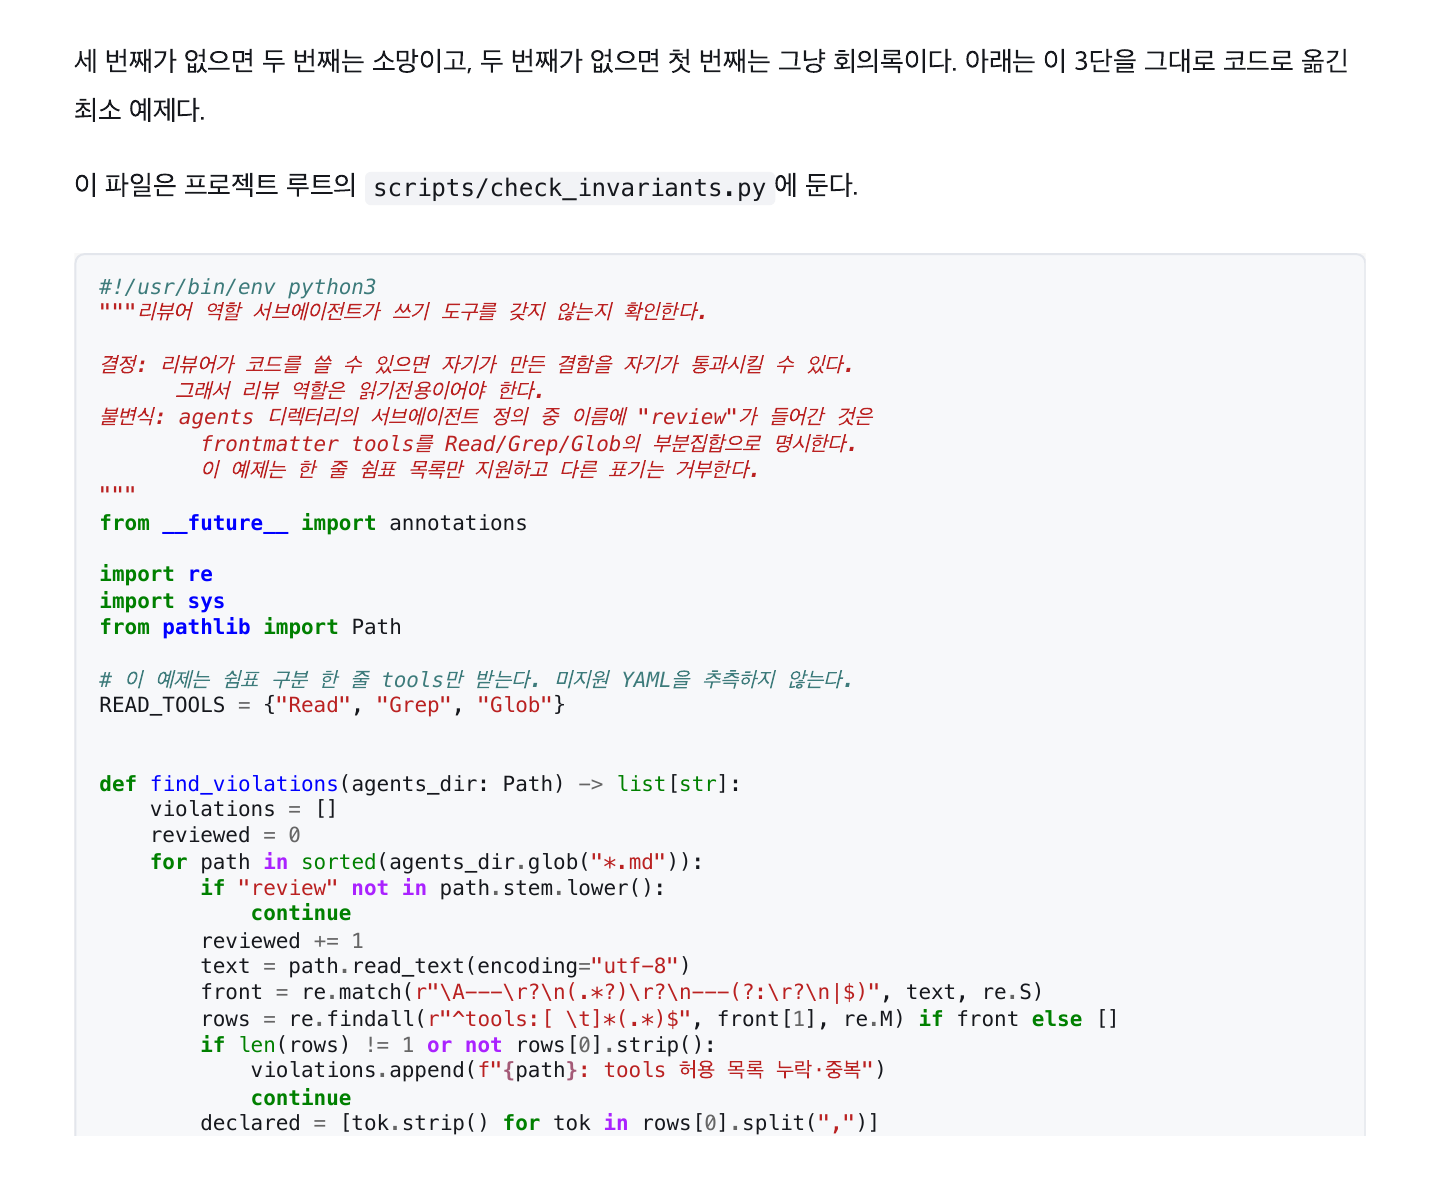 세 번째가 없으면 두 번째는 소망이고, 두 번째가 없으면 첫 번째는 그냥 회의록이다. 아래는 이 3단을 그대로 코드로 옮긴
최소 예제다.
이 파일은 프로젝트 루트의 scripts/check_invariants.py에 둔다.
#!/usr/bin/env python3
"""리뷰어 역할 서브에이전트가 쓰기 도구를 갖지 않는지 확인한다.

결정: 리뷰어가 코드를 쓸 수 있으면 자기가 만든 결함을 자기가 통과시킬 수 있다.
      그래서 리뷰 역할은 읽기전용이어야 한다.
불변식: agents 디렉터리의 서브에이전트 정의 중 이름에 "review"가 들어간 것은
        frontmatter tools를 Read/Grep/Glob의 부분집합으로 명시한다.
        이 예제는 한 줄 쉼표 목록만 지원하고 다른 표기는 거부한다.
"""
from __future__ import annotations

import re
import sys
from pathlib import Path

# 이 예제는 쉼표 구분 한 줄 tools만 받는다. 미지원 YAML을 추측하지 않는다.
READ_TOOLS = {"Read", "Grep", "Glob"}


def find_violations(agents_dir: Path) -> list[str]:
    violations = []
    reviewed = 0
    for path in sorted(agents_dir.glob("*.md")):
        if "review" not in path.stem.lower():
            continue
        reviewed += 1
        text = path.read_text(encoding="utf-8")
        front = re.match(r"\A---\r?\n(.*?)\r?\n---(?:\r?\n|$)", text, re.S)
        rows = re.findall(r"^tools:[ \t]*(.*)$", front[1], re.M) if front else []
        if len(rows) != 1 or not rows[0].strip():
            violations.append(f"{path}: tools 허용 목록 누락·중복")
            continue
        declared = [tok.strip() for tok in rows[0].split(",")]